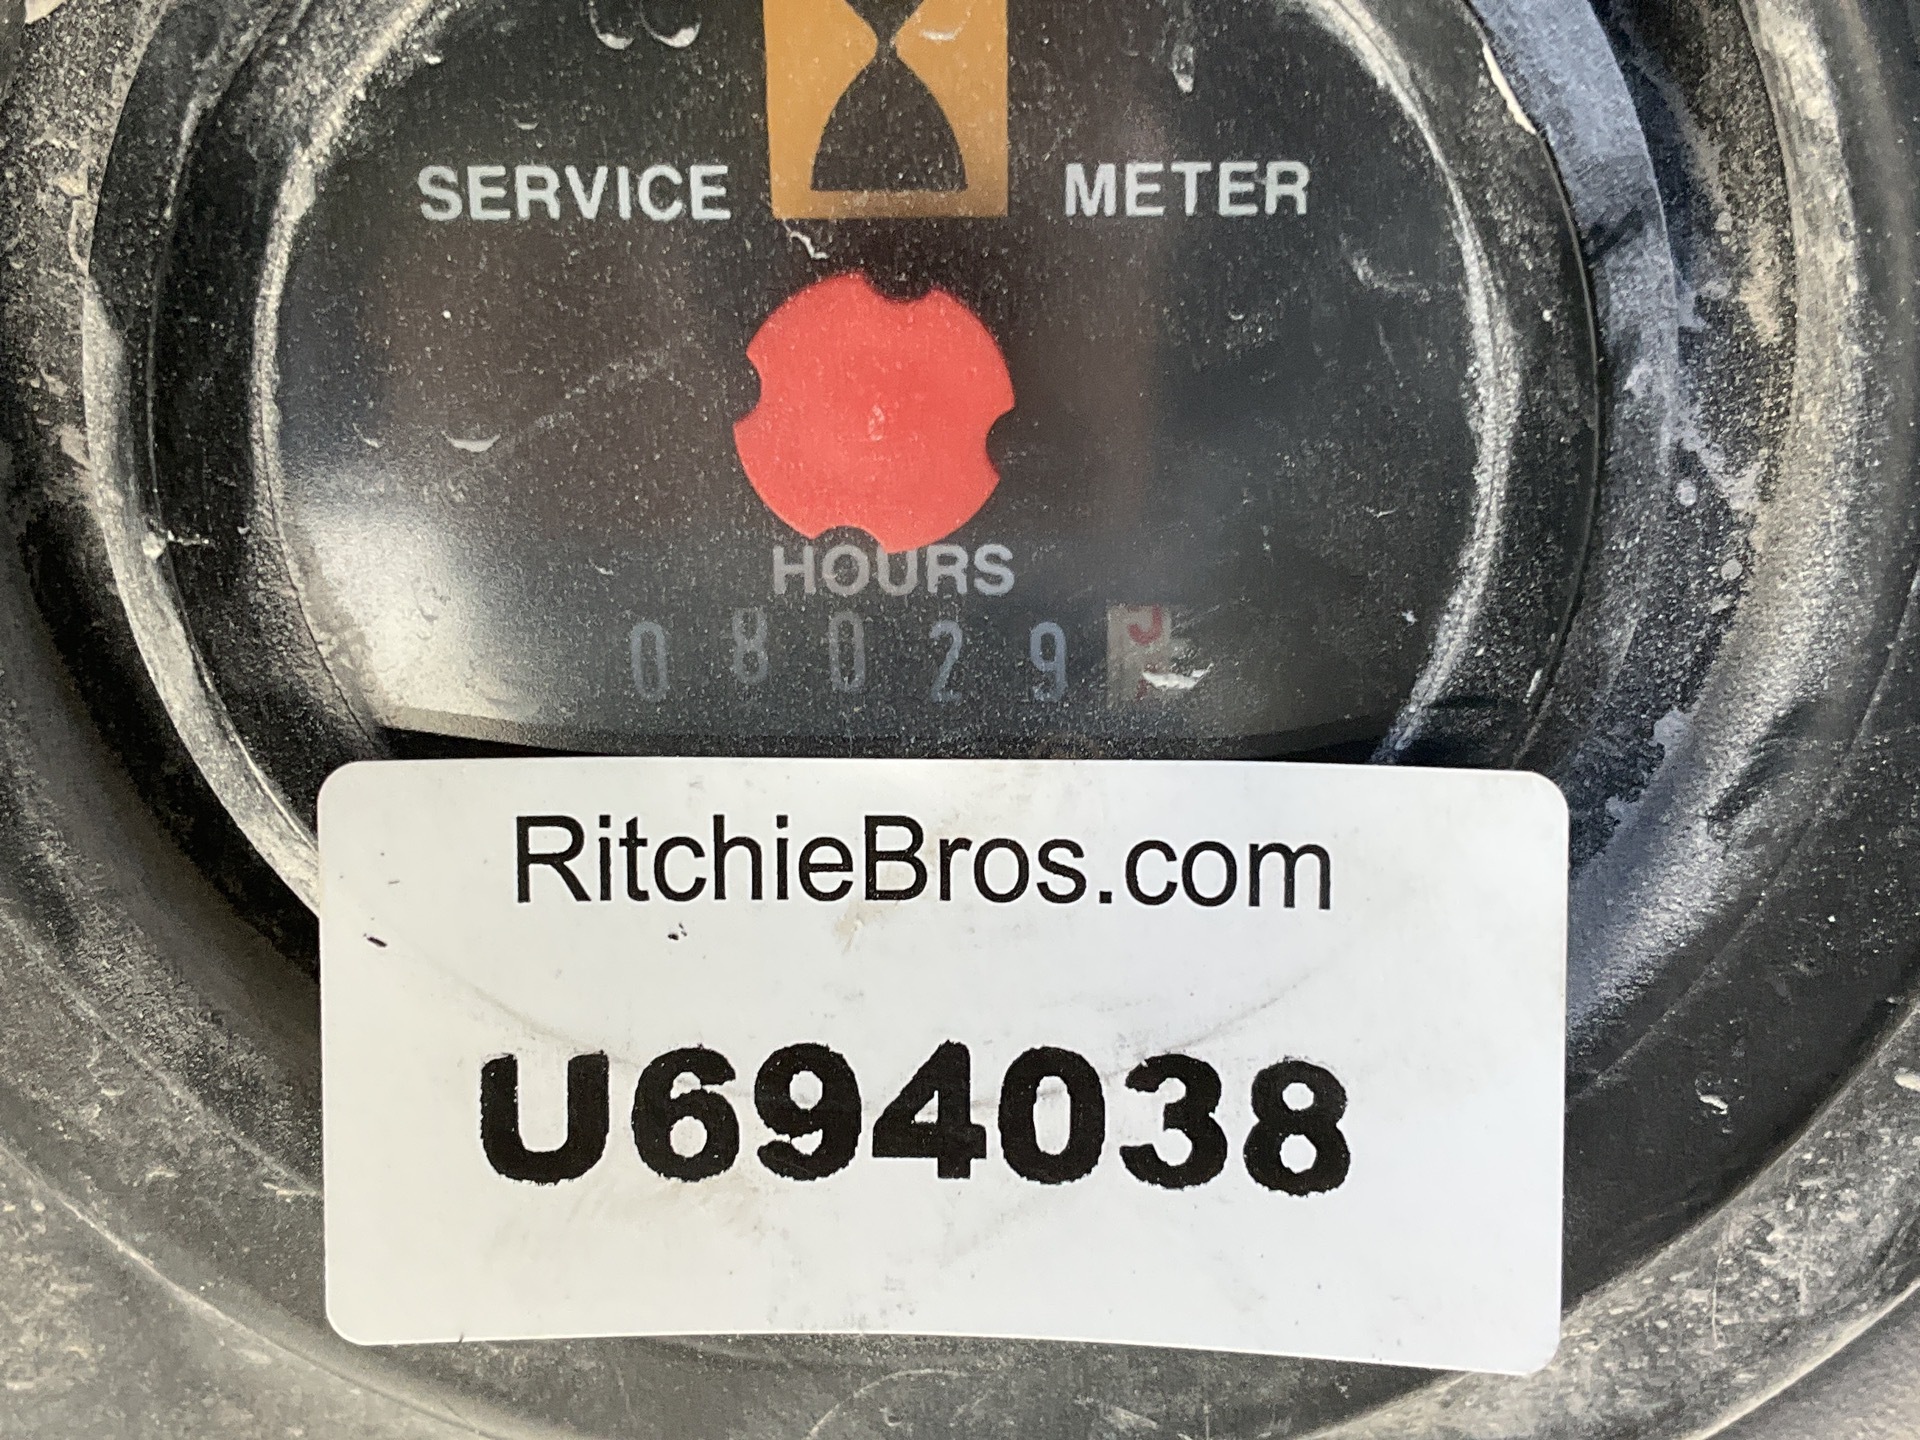 SERVICE METER
HOURS
08029
RitchieBros.com
U694038